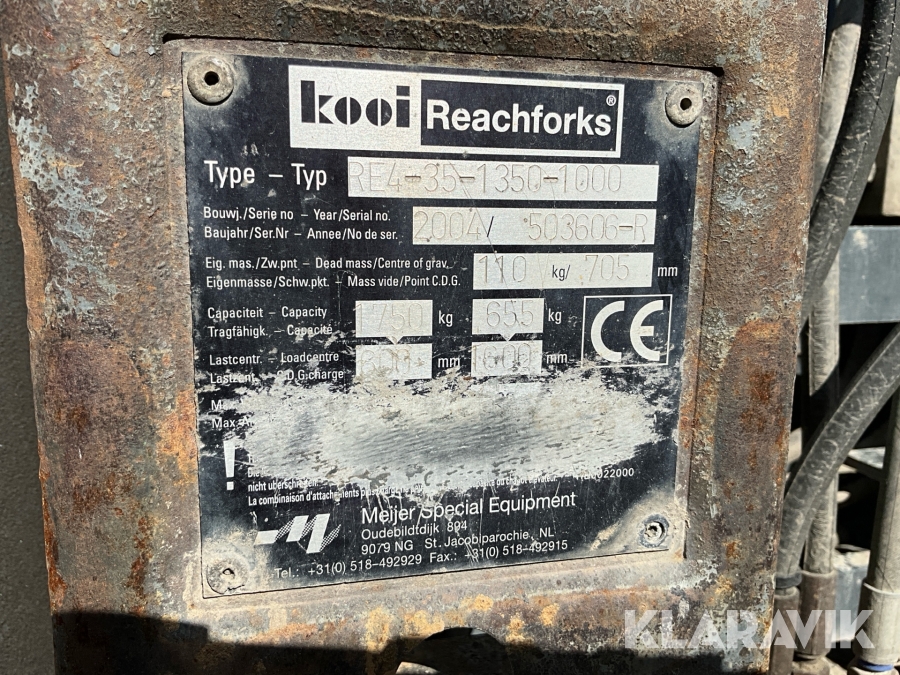 kooi Reachforks®
Type – Typ RE4-35-1350-1000
Bouwj./Serie no – Year/Serial no.
Baujahr/Ser.Nr – Annee/No de ser. 2004/ 503606-R
Eig. mas./Zw.pnt – Dead mass/Centre of grav.
Eigenmasse/Schw.pkt. – Mass vide/Point C.D.G. 110 kg/ 705 mm
Capaciteit – Capacity
Tragfähigk. – Capacité 1750 kg 655 kg
CE
Lastcentr. – Loadcentre
Lastzent. – C.D.G.charge 600 mm
mm
Max
!
nicht überschreiten.
La combinaison d'attachements
Meijer Special Equipment
Oudebildtdijk 894
9079 NG St. Jacobiparochie, NL
Tel.: +31(0) 518-492929 Fax.: +31(0) 518-492915
KLARAVIK